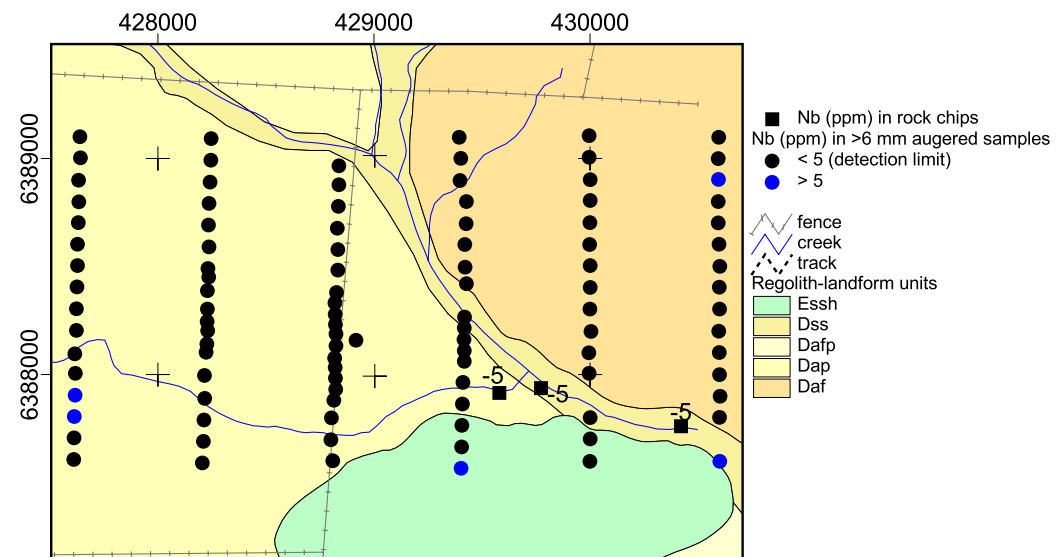 428000 429000 430000
6389000
6388000
-5
-5
-5
Nb (ppm) in rock chips
Nb (ppm) in >6 mm augered samples
< 5 (detection limit)
> 5
fence
creek
track
Regolith-landform units
Essh
Dss
Dafp
Dap
Daf